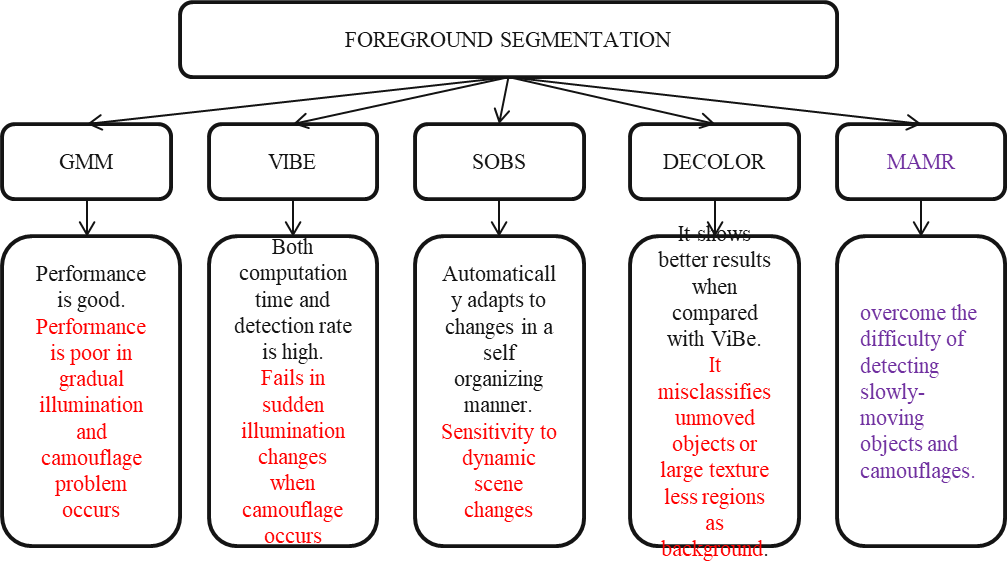 FOREGROUND SEGMENTATION
GMM
VIBE
SOBS
DECOLOR
MAMR
Performance
is good.
Performance
is poor in
gradual
illumination
and
camouflage
problem
occurs
Both
computation
time and
detection rate
is high.
Fails in
sudden
illumination
changes
when
camouflage
occurs
Automaticall
y adapts to
changes in a
self
organizing
manner.
Sensitivity to
dynamic
scene
changes
It shows
better results
when
compared
with ViBe.
It
misclassifies
unmoved
objects or
large texture
less regions
as
background.
overcome the
difficulty of
detecting
slowly-
moving
objects and
camouflages.